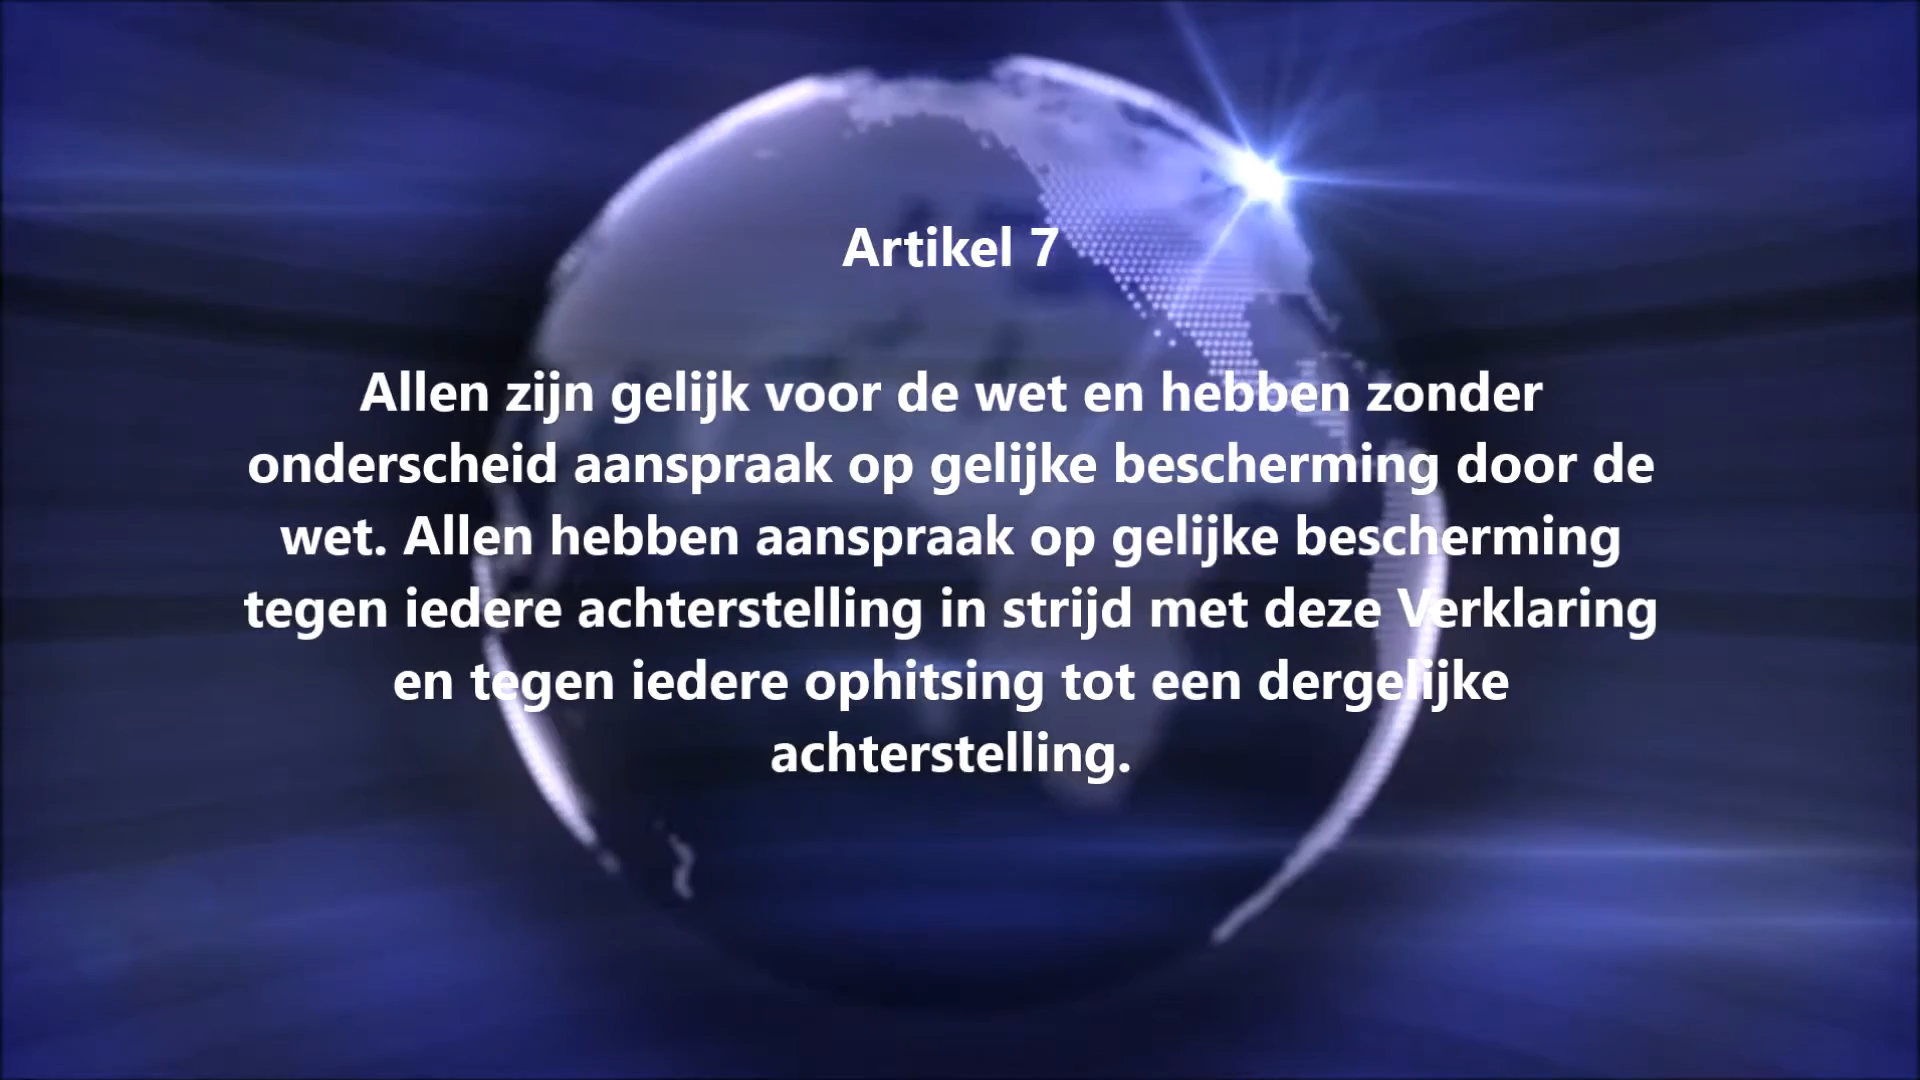 Artikel 7
Allen zijn gelijk voor de wet en hebben zonder
onderscheid aanspraak op gelijke bescherming door de
wet. Allen hebben aanspraak op gelijke bescherming
tegen iedere achterstelling in strijd met deze Verklaring
en tegen iedere ophitsing tot een dergelijke
achterstelling.